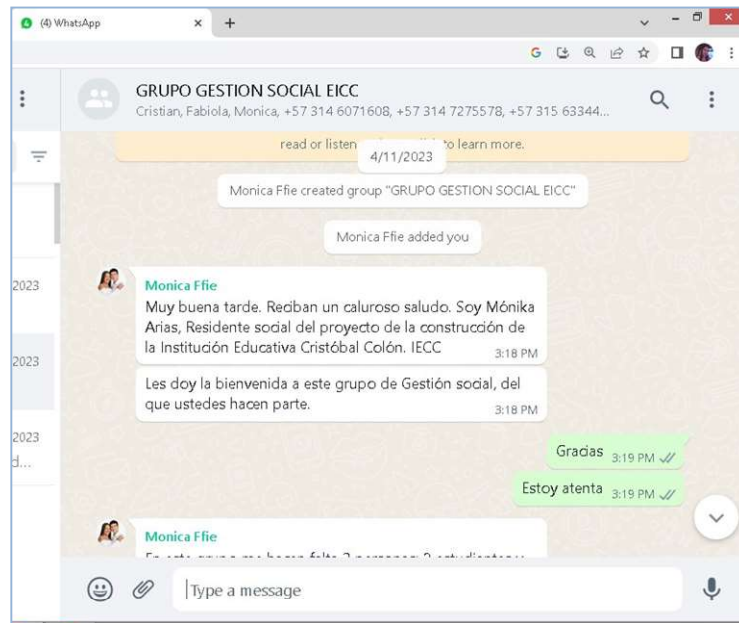 (4) WhatsApp
GRUPO GESTION SOCIAL EICC
Cristian, Fabiola, Monica, +57 314 6071608, +57 314 7275578, +57 315 63344...
read or listen to learn more.
4/11/2023
Monica Ffie created group "GRUPO GESTION SOCIAL EICC"
Monica Ffie added you
2023
Monica Ffie
Muy buena tarde. Reciban un caluroso saludo. Soy Mónika
Arias, Residente social del proyecto de la construcción de
la Institución Educativa Cristóbal Colón. IECC
3:18 PM
2023
Les doy la bienvenida a este grupo de Gestión social, del
que ustedes hacen parte.
3:18 PM
2023
d...
Gracias 3:19 PM
Estoy atenta 3:19 PM
Monica Ffie
Type a message